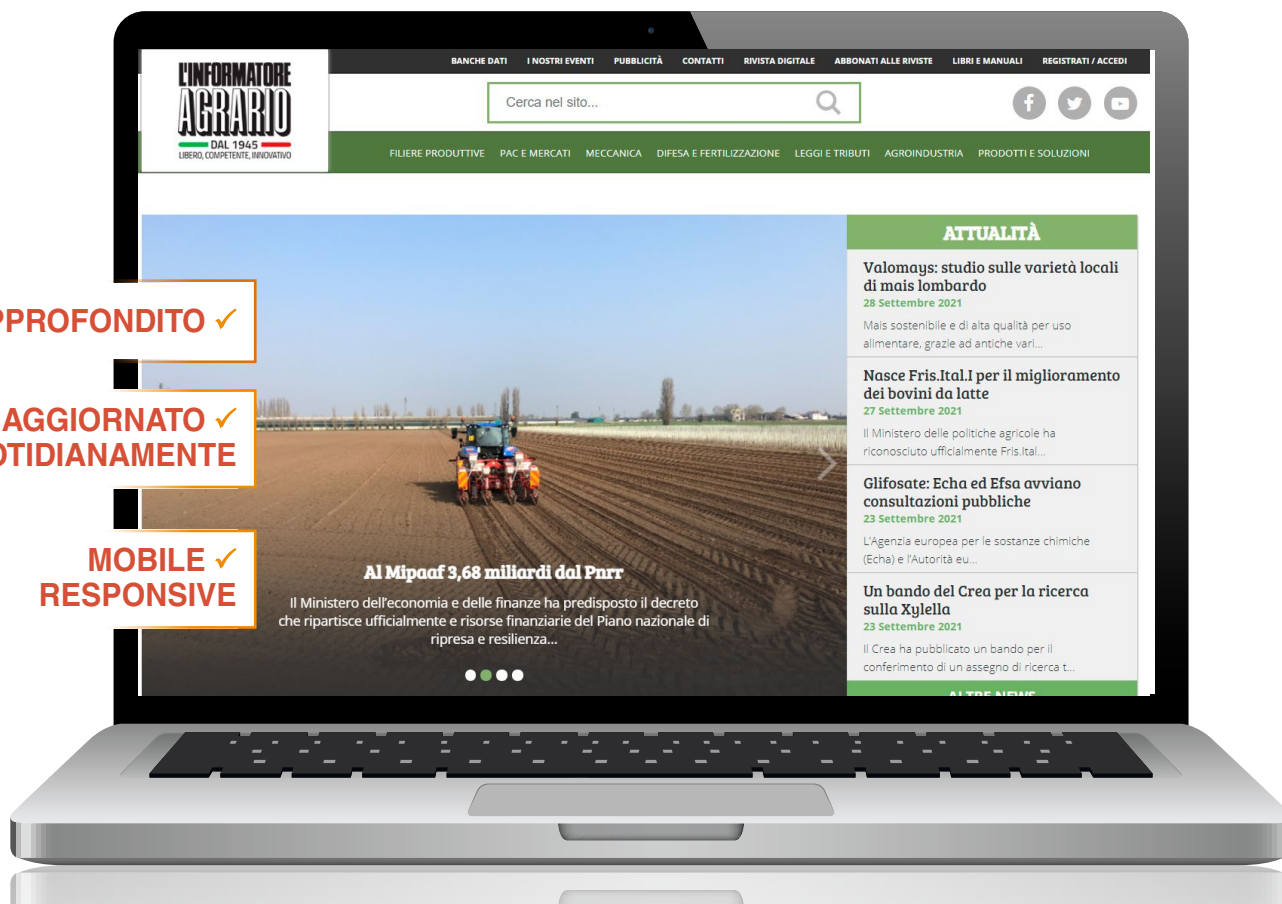 L'INFORMATORE
AGRARIO
DAL 1945
LIBERO, COMPETENTE, INNOVATIVO
BANCHE DATI I NOSTRI EVENTI PUBBLICITÀ CONTATTI RIVISTA DIGITALE ABBONATI ALLE RIVISTE LIBRI E MANUALI REGISTRATI / ACCEDI
Cerca nel sito...
FILIERE PRODUTTIVE PAC E MERCATI MECCANICA DIFESA E FERTILIZZAZIONE LEGGI E TRIBUTI AGROINDUSTRIA PRODOTTI E SOLUZIONI
PPROFONDITO ✓
AGGIORNATO ✓
OTIDIANAMENTE
MOBILE ✓
RESPONSIVE
Al Mipaaf 3,68 miliardi dal Pnrr
Il Ministero dell'economia e delle finanze ha predisposto il decreto
che ripartisce ufficialmente e risorse finanziarie del Piano nazionale di
ripresa e resilienza...
ATTUALITÀ
Valomays: studio sulle varietà locali
di mais lombardo
28 Settembre 2021
Mais sostenibile e di alta qualità per uso
alimentare, grazie ad antiche vari...
Nasce Fris.Ital.I per il miglioramento
dei bovini da latte
27 Settembre 2021
Il Ministero delle politiche agricole ha
riconosciuto ufficialmente Fris.Ital...
Glifosate: Echa ed Efsa avviano
consultazioni pubbliche
23 Settembre 2021
L'Agenzia europea per le sostanze chimiche
(Echa) e l'Autorità eu...
Un bando del Crea per la ricerca
sulla Xylella
23 Settembre 2021
Il Crea ha pubblicato un bando per il
conferimento di un assegno di ricerca t...
ALTRE NEWS